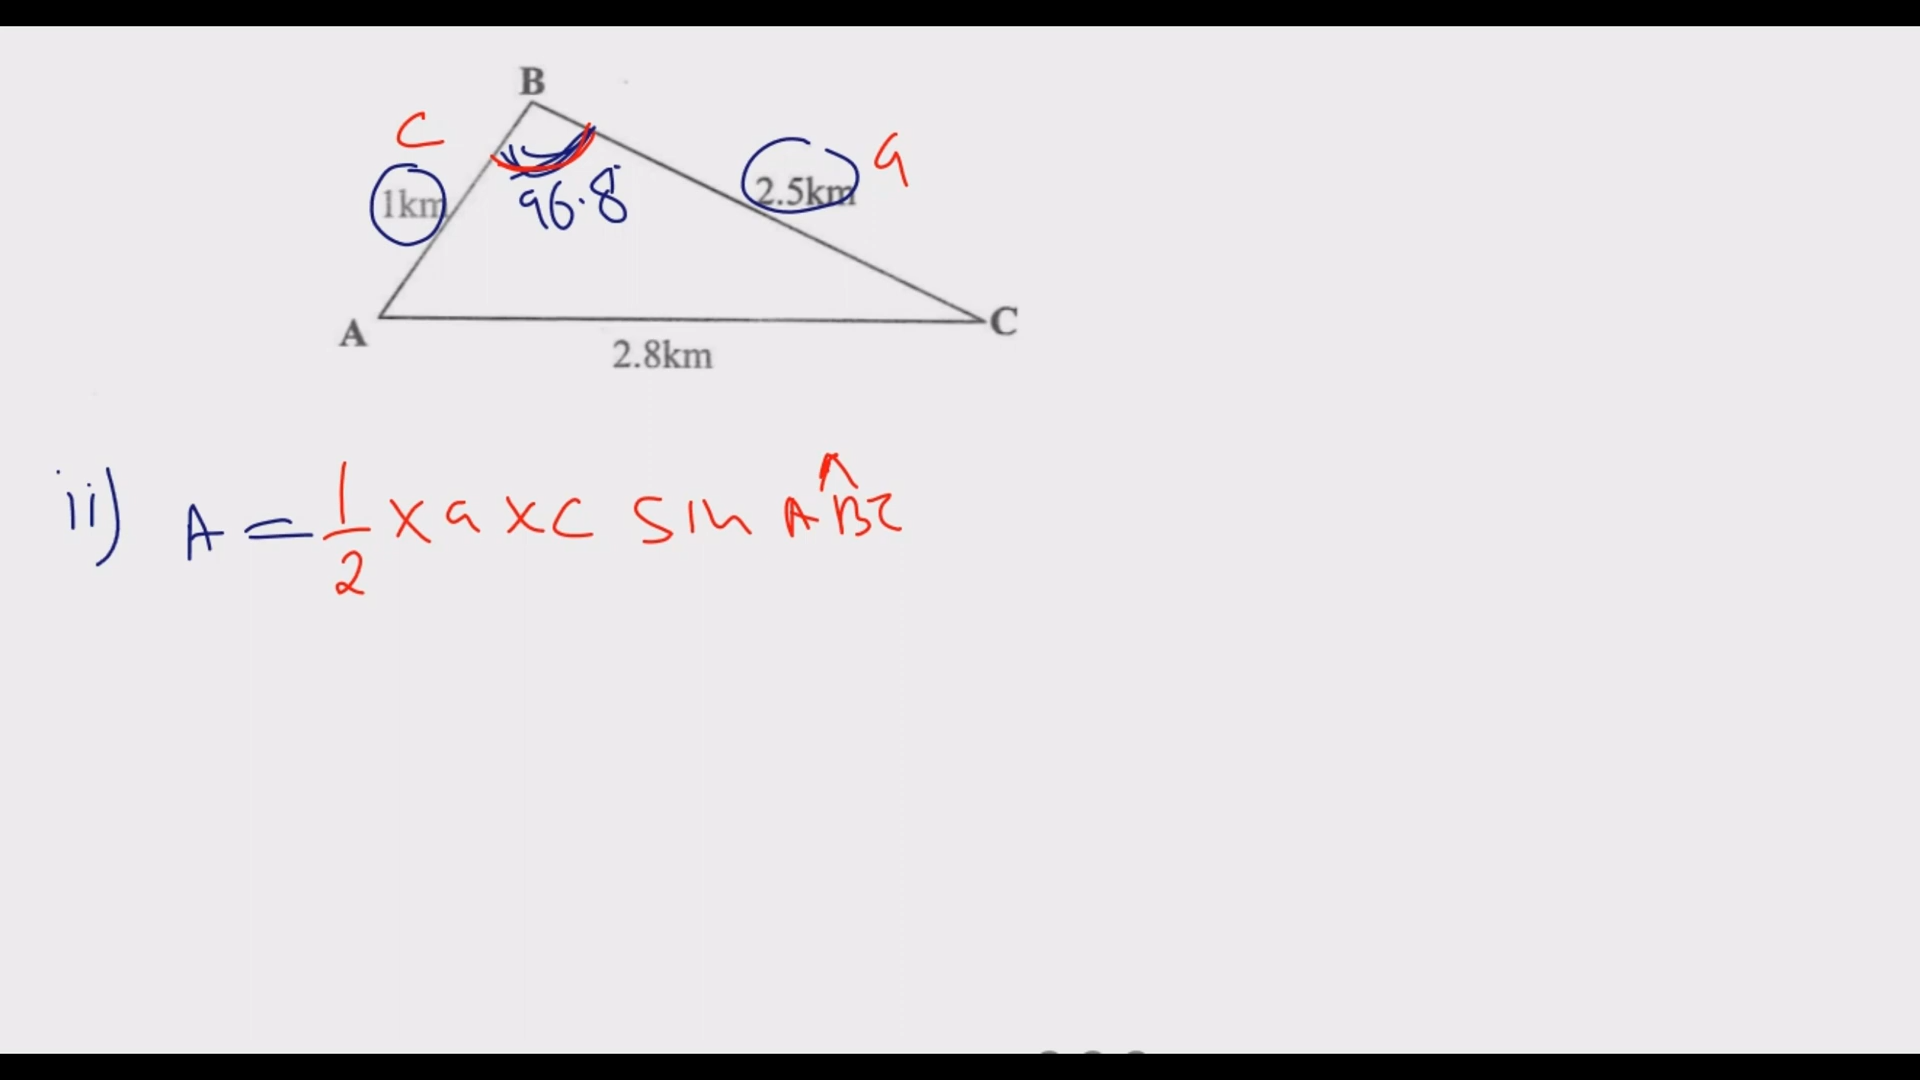 B
C
a
1km
2.5km
96.8
A
C
2.8km
ii) A = 1/2 x a x c sin AB̂C